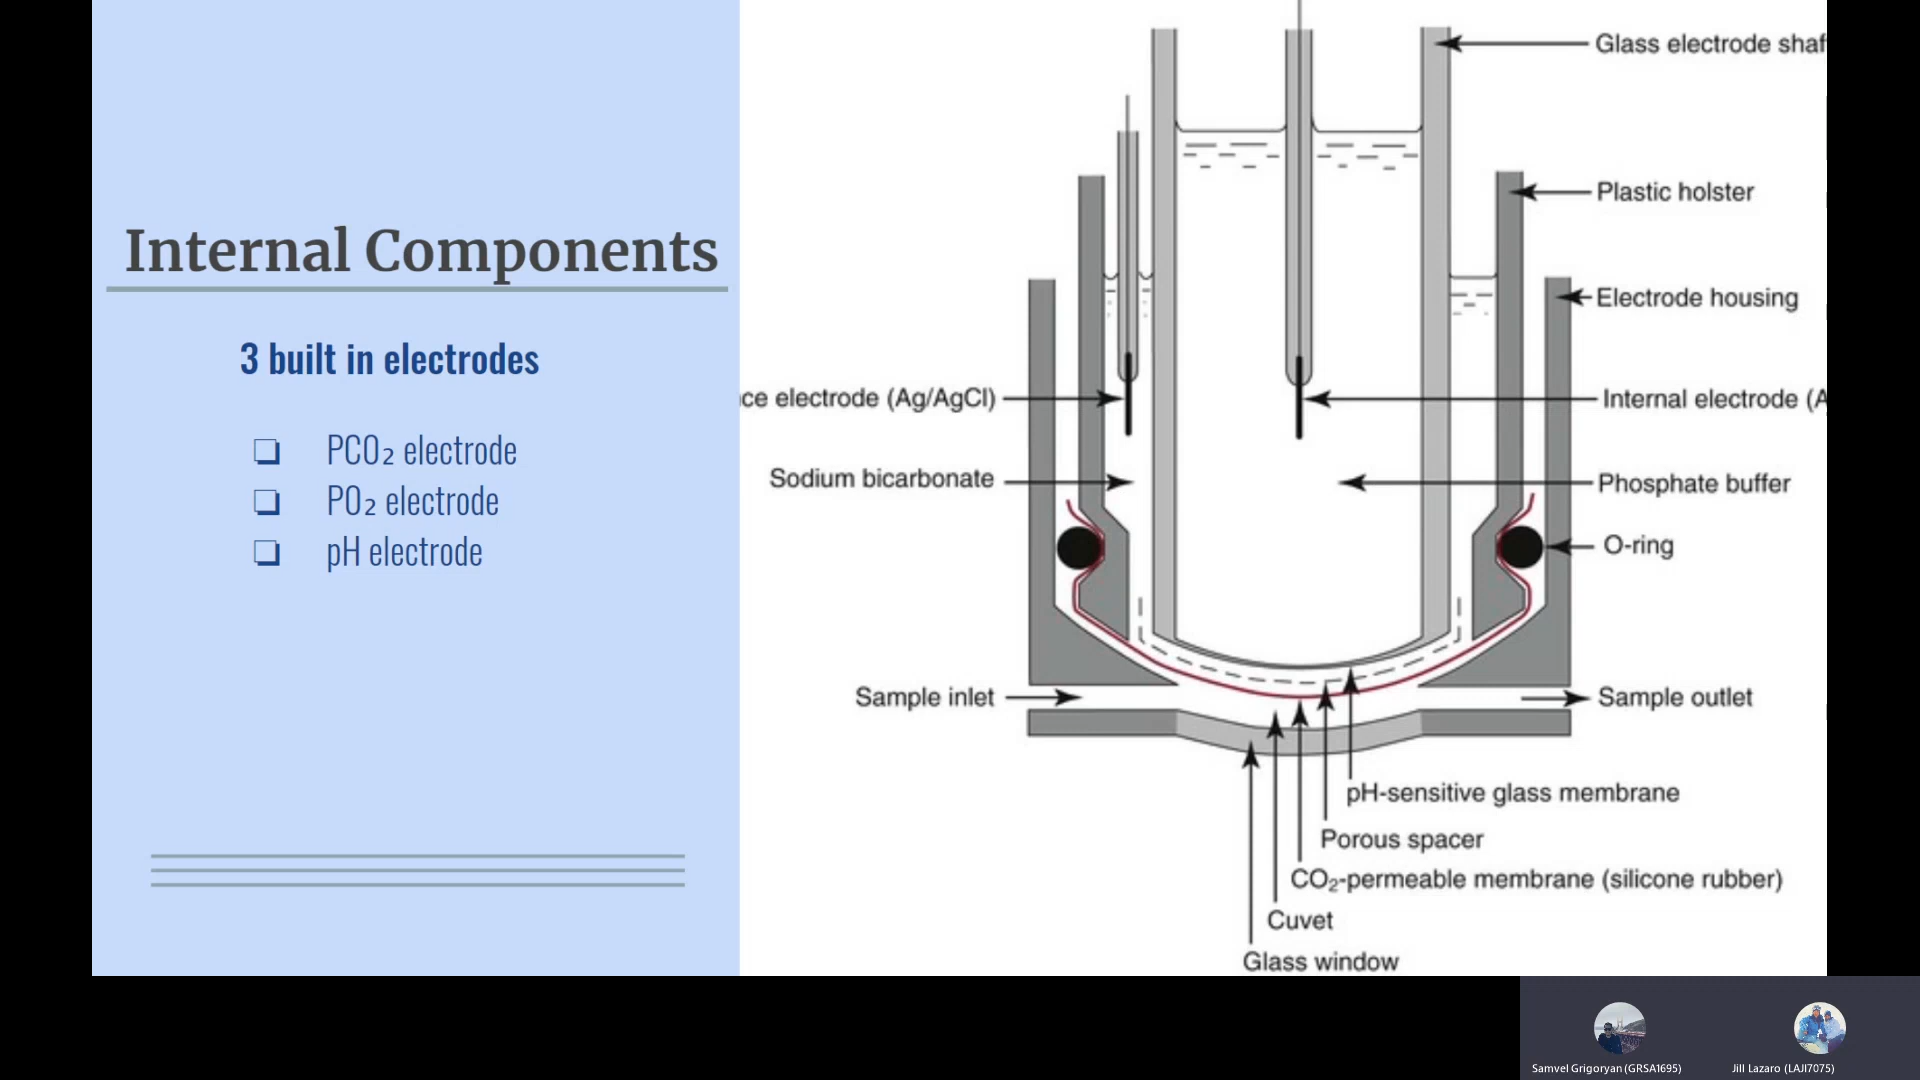 Internal Components
3 built in electrodes
❏ PCO₂ electrode
❏ PO₂ electrode
❏ pH electrode
Glass electrode shaf
Plastic holster
Electrode housing
ce electrode (Ag/AgCl)
Internal electrode (A
Sodium bicarbonate
Phosphate buffer
O-ring
Sample inlet
Sample outlet
pH-sensitive glass membrane
Porous spacer
CO₂-permeable membrane (silicone rubber)
Cuvet
Glass window
Samvel Grigoryan (GRSA1695)
Jill Lazaro (LAJI7075)